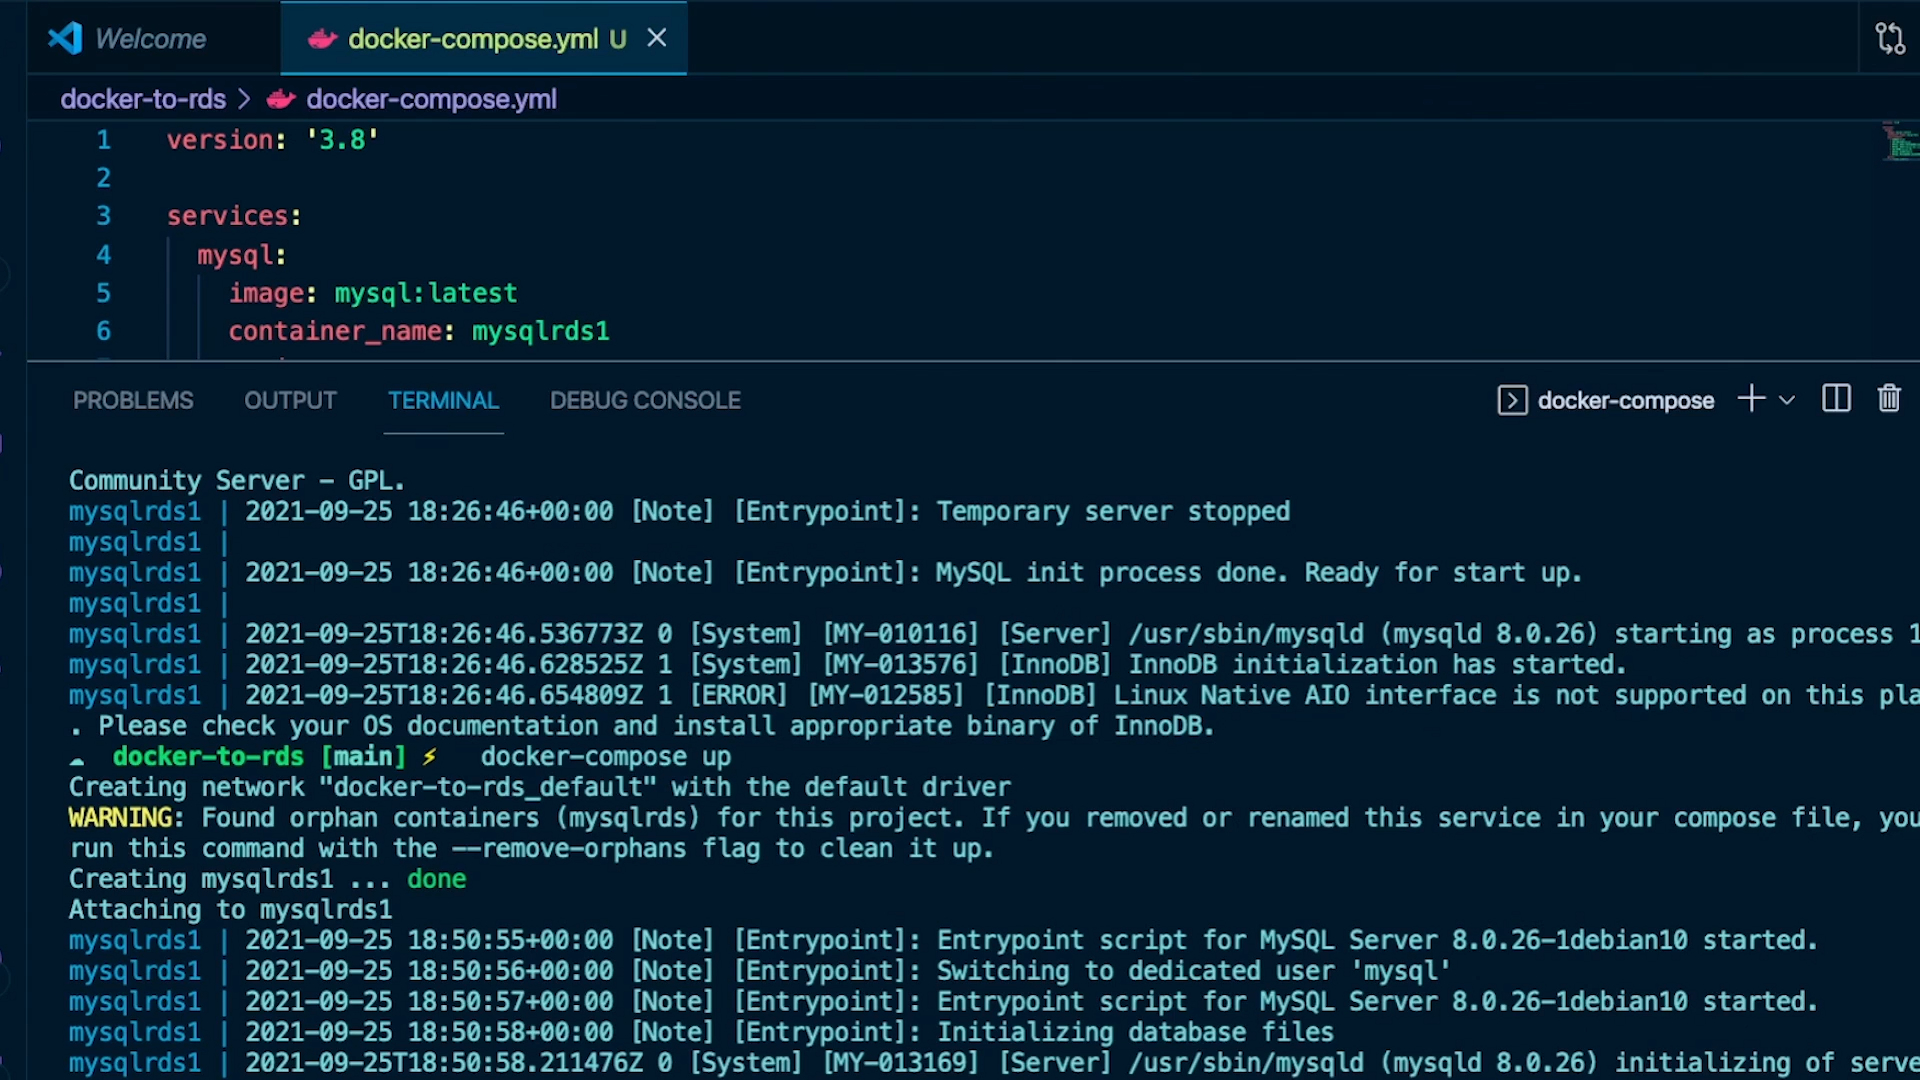 Welcome
docker-compose.yml U
docker-to-rds > docker-compose.yml
1 version: '3.8'
2
3 services:
4 mysql:
5 image: mysql:latest
6 container_name: mysqlrds1
PROBLEMS OUTPUT TERMINAL DEBUG CONSOLE docker-compose
Community Server - GPL.
mysqlrds1 | 2021-09-25 18:26:46+00:00 [Note] [Entrypoint]: Temporary server stopped
mysqlrds1 |
mysqlrds1 | 2021-09-25 18:26:46+00:00 [Note] [Entrypoint]: MySQL init process done. Ready for start up.
mysqlrds1 |
mysqlrds1 | 2021-09-25T18:26:46.536773Z 0 [System] [MY-010116] [Server] /usr/sbin/mysqld (mysqld 8.0.26) starting as process 1
mysqlrds1 | 2021-09-25T18:26:46.628525Z 1 [System] [MY-013576] [InnoDB] InnoDB initialization has started.
mysqlrds1 | 2021-09-25T18:26:46.654809Z 1 [ERROR] [MY-012585] [InnoDB] Linux Native AIO interface is not supported on this pla
. Please check your OS documentation and install appropriate binary of InnoDB.
docker-to-rds [main] ⚡ docker-compose up
Creating network "docker-to-rds_default" with the default driver
WARNING: Found orphan containers (mysqlrds) for this project. If you removed or renamed this service in your compose file, you
run this command with the --remove-orphans flag to clean it up.
Creating mysqlrds1 ... done
Attaching to mysqlrds1
mysqlrds1 | 2021-09-25 18:50:55+00:00 [Note] [Entrypoint]: Entrypoint script for MySQL Server 8.0.26-1debian10 started.
mysqlrds1 | 2021-09-25 18:50:56+00:00 [Note] [Entrypoint]: Switching to dedicated user 'mysql'
mysqlrds1 | 2021-09-25 18:50:57+00:00 [Note] [Entrypoint]: Entrypoint script for MySQL Server 8.0.26-1debian10 started.
mysqlrds1 | 2021-09-25 18:50:58+00:00 [Note] [Entrypoint]: Initializing database files
mysqlrds1 | 2021-09-25T18:50:58.211476Z 0 [System] [MY-013169] [Server] /usr/sbin/mysqld (mysqld 8.0.26) initializing of serve